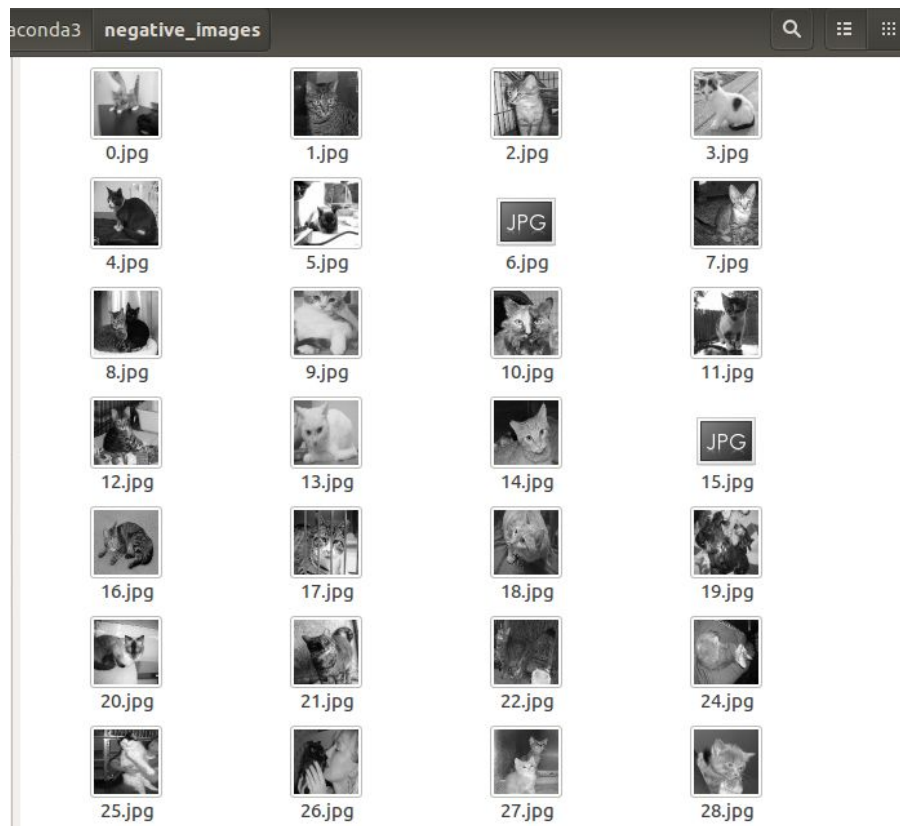 aconda3 negative_images
0.jpg 1.jpg 2.jpg 3.jpg
JPG
4.jpg 5.jpg 6.jpg 7.jpg
8.jpg 9.jpg 10.jpg 11.jpg
JPG
12.jpg 13.jpg 14.jpg 15.jpg
16.jpg 17.jpg 18.jpg 19.jpg
20.jpg 21.jpg 22.jpg 24.jpg
25.jpg 26.jpg 27.jpg 28.jpg